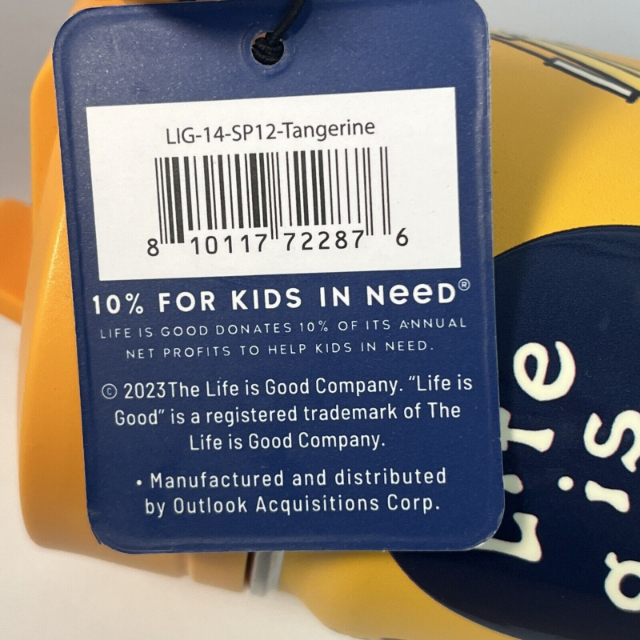 LIG-14-SP12-Tangerine
8 10117 72287 6
10% FOR KIDS IN NeeD®
LIFE IS GOOD DONATES 10% OF ITS ANNUAL
NET PROFITS TO HELP KIDS IN NEED.
© 2023The Life is Good Company. “Life is
Good” is a registered trademark of The
Life is Good Company.
• Manufactured and distributed
by Outlook Acquisitions Corp.
Life
is